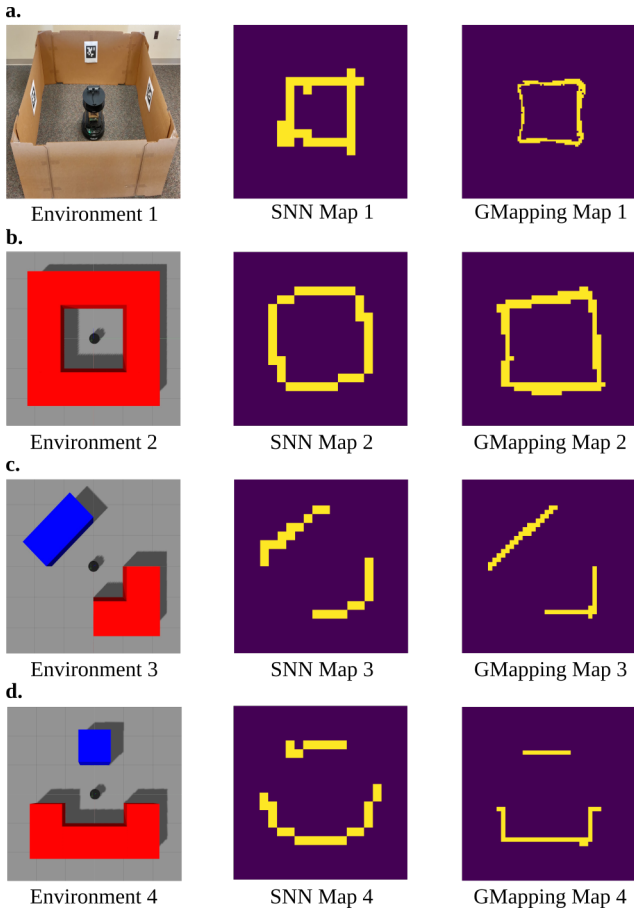 a.
Environment 1 SNN Map 1 GMapping Map 1
b.
Environment 2 SNN Map 2 GMapping Map 2
c.
Environment 3 SNN Map 3 GMapping Map 3
d.
Environment 4 SNN Map 4 GMapping Map 4